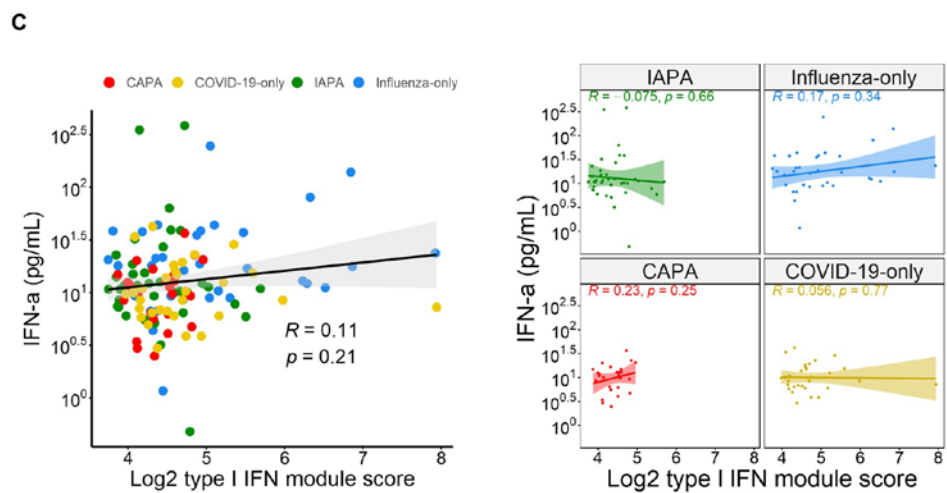 C
CAPA COVID-19-only IAPA Influenza-only
IFN-a (pg/mL)
10^2.5
10^2
10^1.5
10^1
10^0.5
10^0
R = 0.11
p = 0.21
4 5 6 7 8
Log2 type I IFN module score
IAPA Influenza-only
R = −0.075, p = 0.66 R = 0.17, p = 0.34
IFN-a (pg/mL)
10^2.5
10^2
10^1.5
10^1
10^0.5
10^0
CAPA COVID-19-only
R = 0.23, p = 0.25 R = 0.056, p = 0.77
10^2.5
10^2
10^1.5
10^1
10^0.5
10^0
4 5 6 7 8 4 5 6 7 8
Log2 type I IFN module score